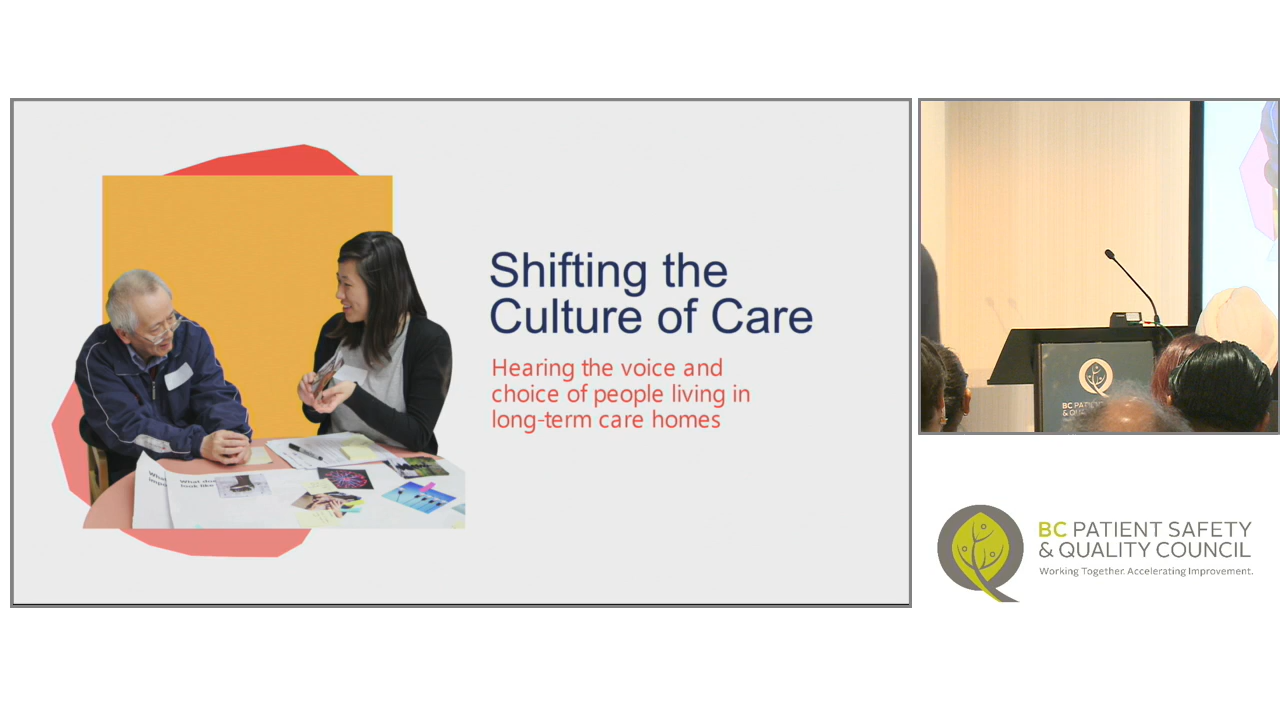 Shifting the
Culture of Care
Hearing the voice and
choice of people living in
long-term care homes
BC PATIENT SAFETY
& QUALITY COUNCIL
Working Together. Accelerating Improvement.
BC